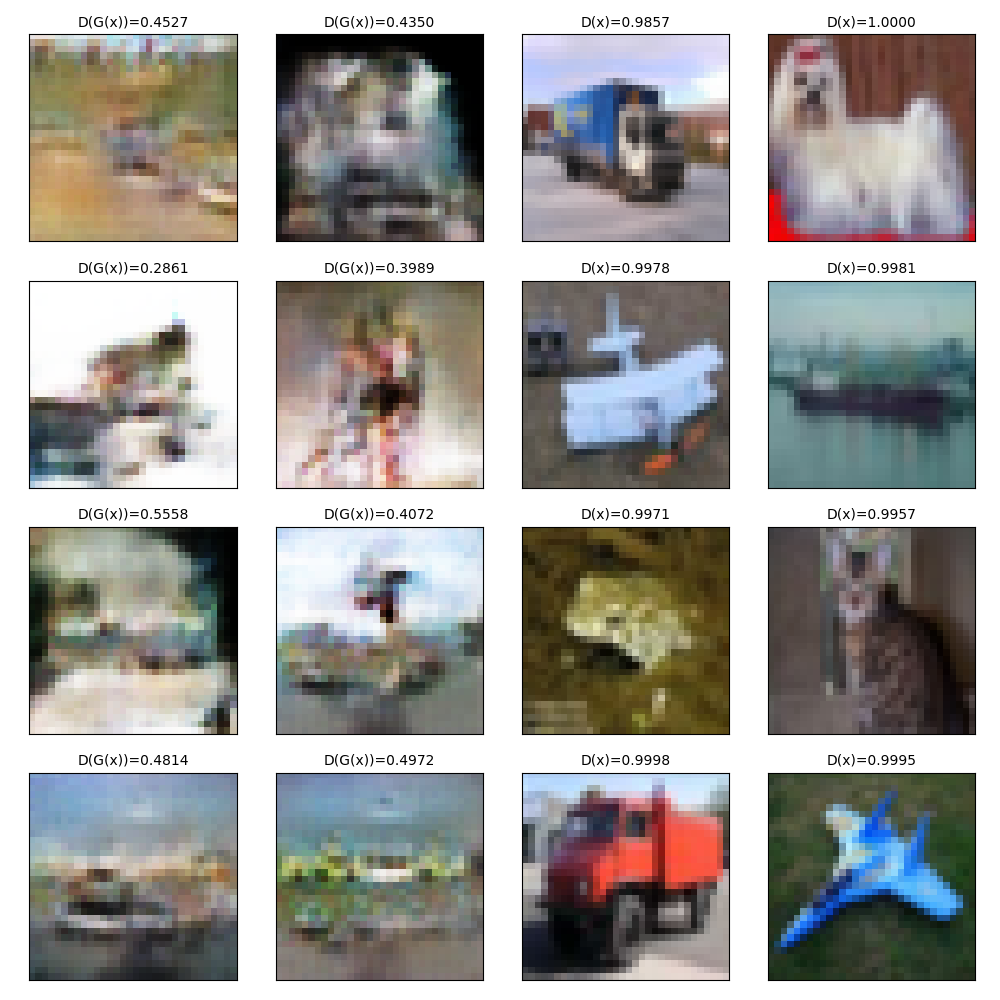 D(G(x))=0.4527 D(G(x))=0.4350 D(x)=0.9857 D(x)=1.0000
D(G(x))=0.2861 D(G(x))=0.3989 D(x)=0.9978 D(x)=0.9981
D(G(x))=0.5558 D(G(x))=0.4072 D(x)=0.9971 D(x)=0.9957
D(G(x))=0.4814 D(G(x))=0.4972 D(x)=0.9998 D(x)=0.9995